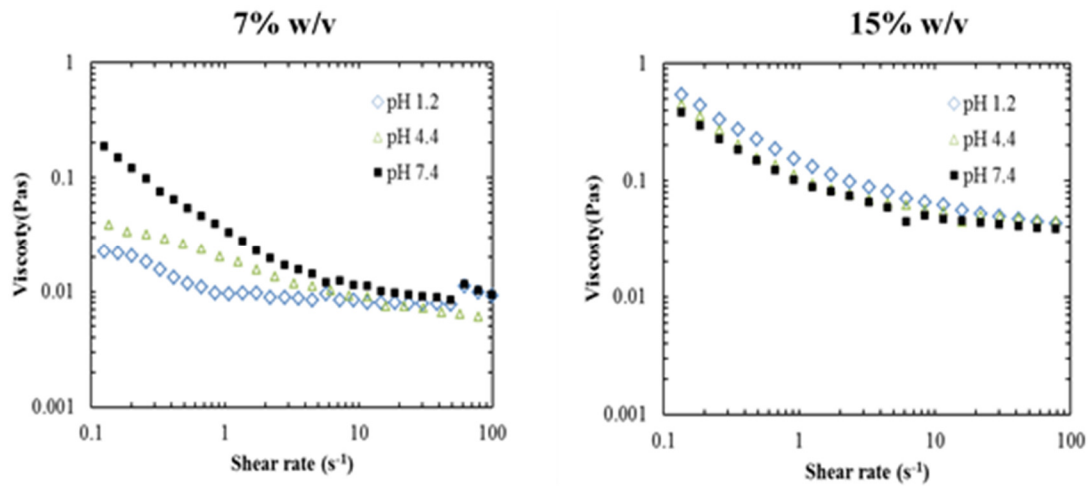 7% w/v
1
0.1
0.01
0.001
Viscosty(Pas)
pH 1.2
pH 4.4
pH 7.4
0.1 1 10 100
Shear rate (s-1)
15% w/v
1
0.1
0.01
0.001
Viscosty(Pas)
pH 1.2
pH 4.4
pH 7.4
0.1 1 10 100
Shear rate (s-1)